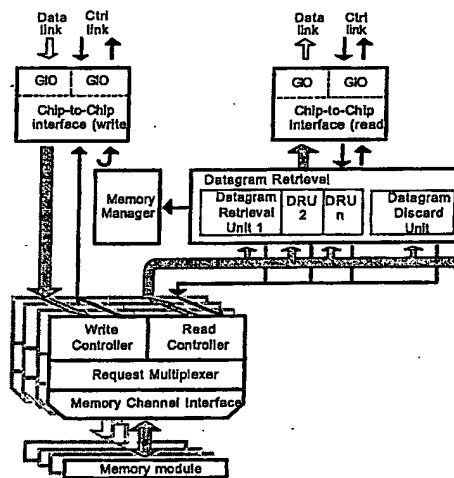 Data link
Ctrl link
Data link
Ctrl link
GIO
GIO
GIO
GIO
Chip-to-Chip
interface (write
Chip-to-Chip
interface (read
Memory
Manager
Datagram Retrieval
Datagram
Retrieval
Unit 1
DRU
2
DRU
n
Datagram
Discard
Unit
Write
Controller
Read
Controller
Request Multiplexer
Memory Channel Interface
Memory module